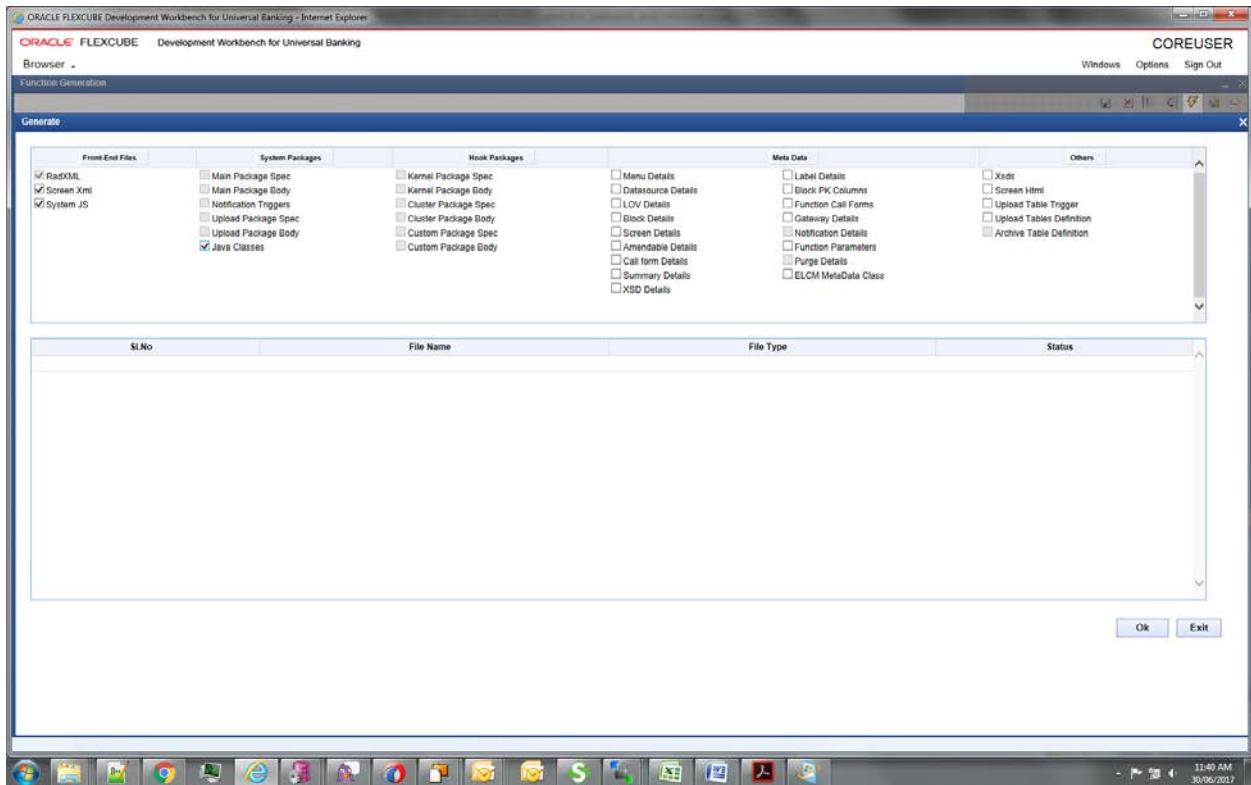 ORACLE FLEXCUBE Development Workbench for Universal Banking - Internet Explorer
ORACLE FLEXCUBE Development Workbench for Universal Banking COREUSER
Browser Windows Options Sign Out
Function Generation
Generate
Front-End Files System Packages Hook Packages Meta Data Others
RadXML Main Package Spec Kernel Package Spec Menu Details Label Details Xsds
Screen Xml Main Package Body Kernel Package Body Datasource Details Block PK Columns Screen Html
System JS Notification Triggers Cluster Package Spec LOV Details Function Call Forms Upload Table Trigger
Upload Package Spec Cluster Package Body Block Details Gateway Details Upload Tables Definition
Upload Package Body Custom Package Spec Screen Details Notification Details Archive Table Definition
Java Classes Custom Package Body Amendable Details Function Parameters
Call form Details Purge Details
Summary Details ELCM MetaData Class
XSD Details
Sl.No File Name File Type Status
Ok Exit
11:40 AM
30/06/2017